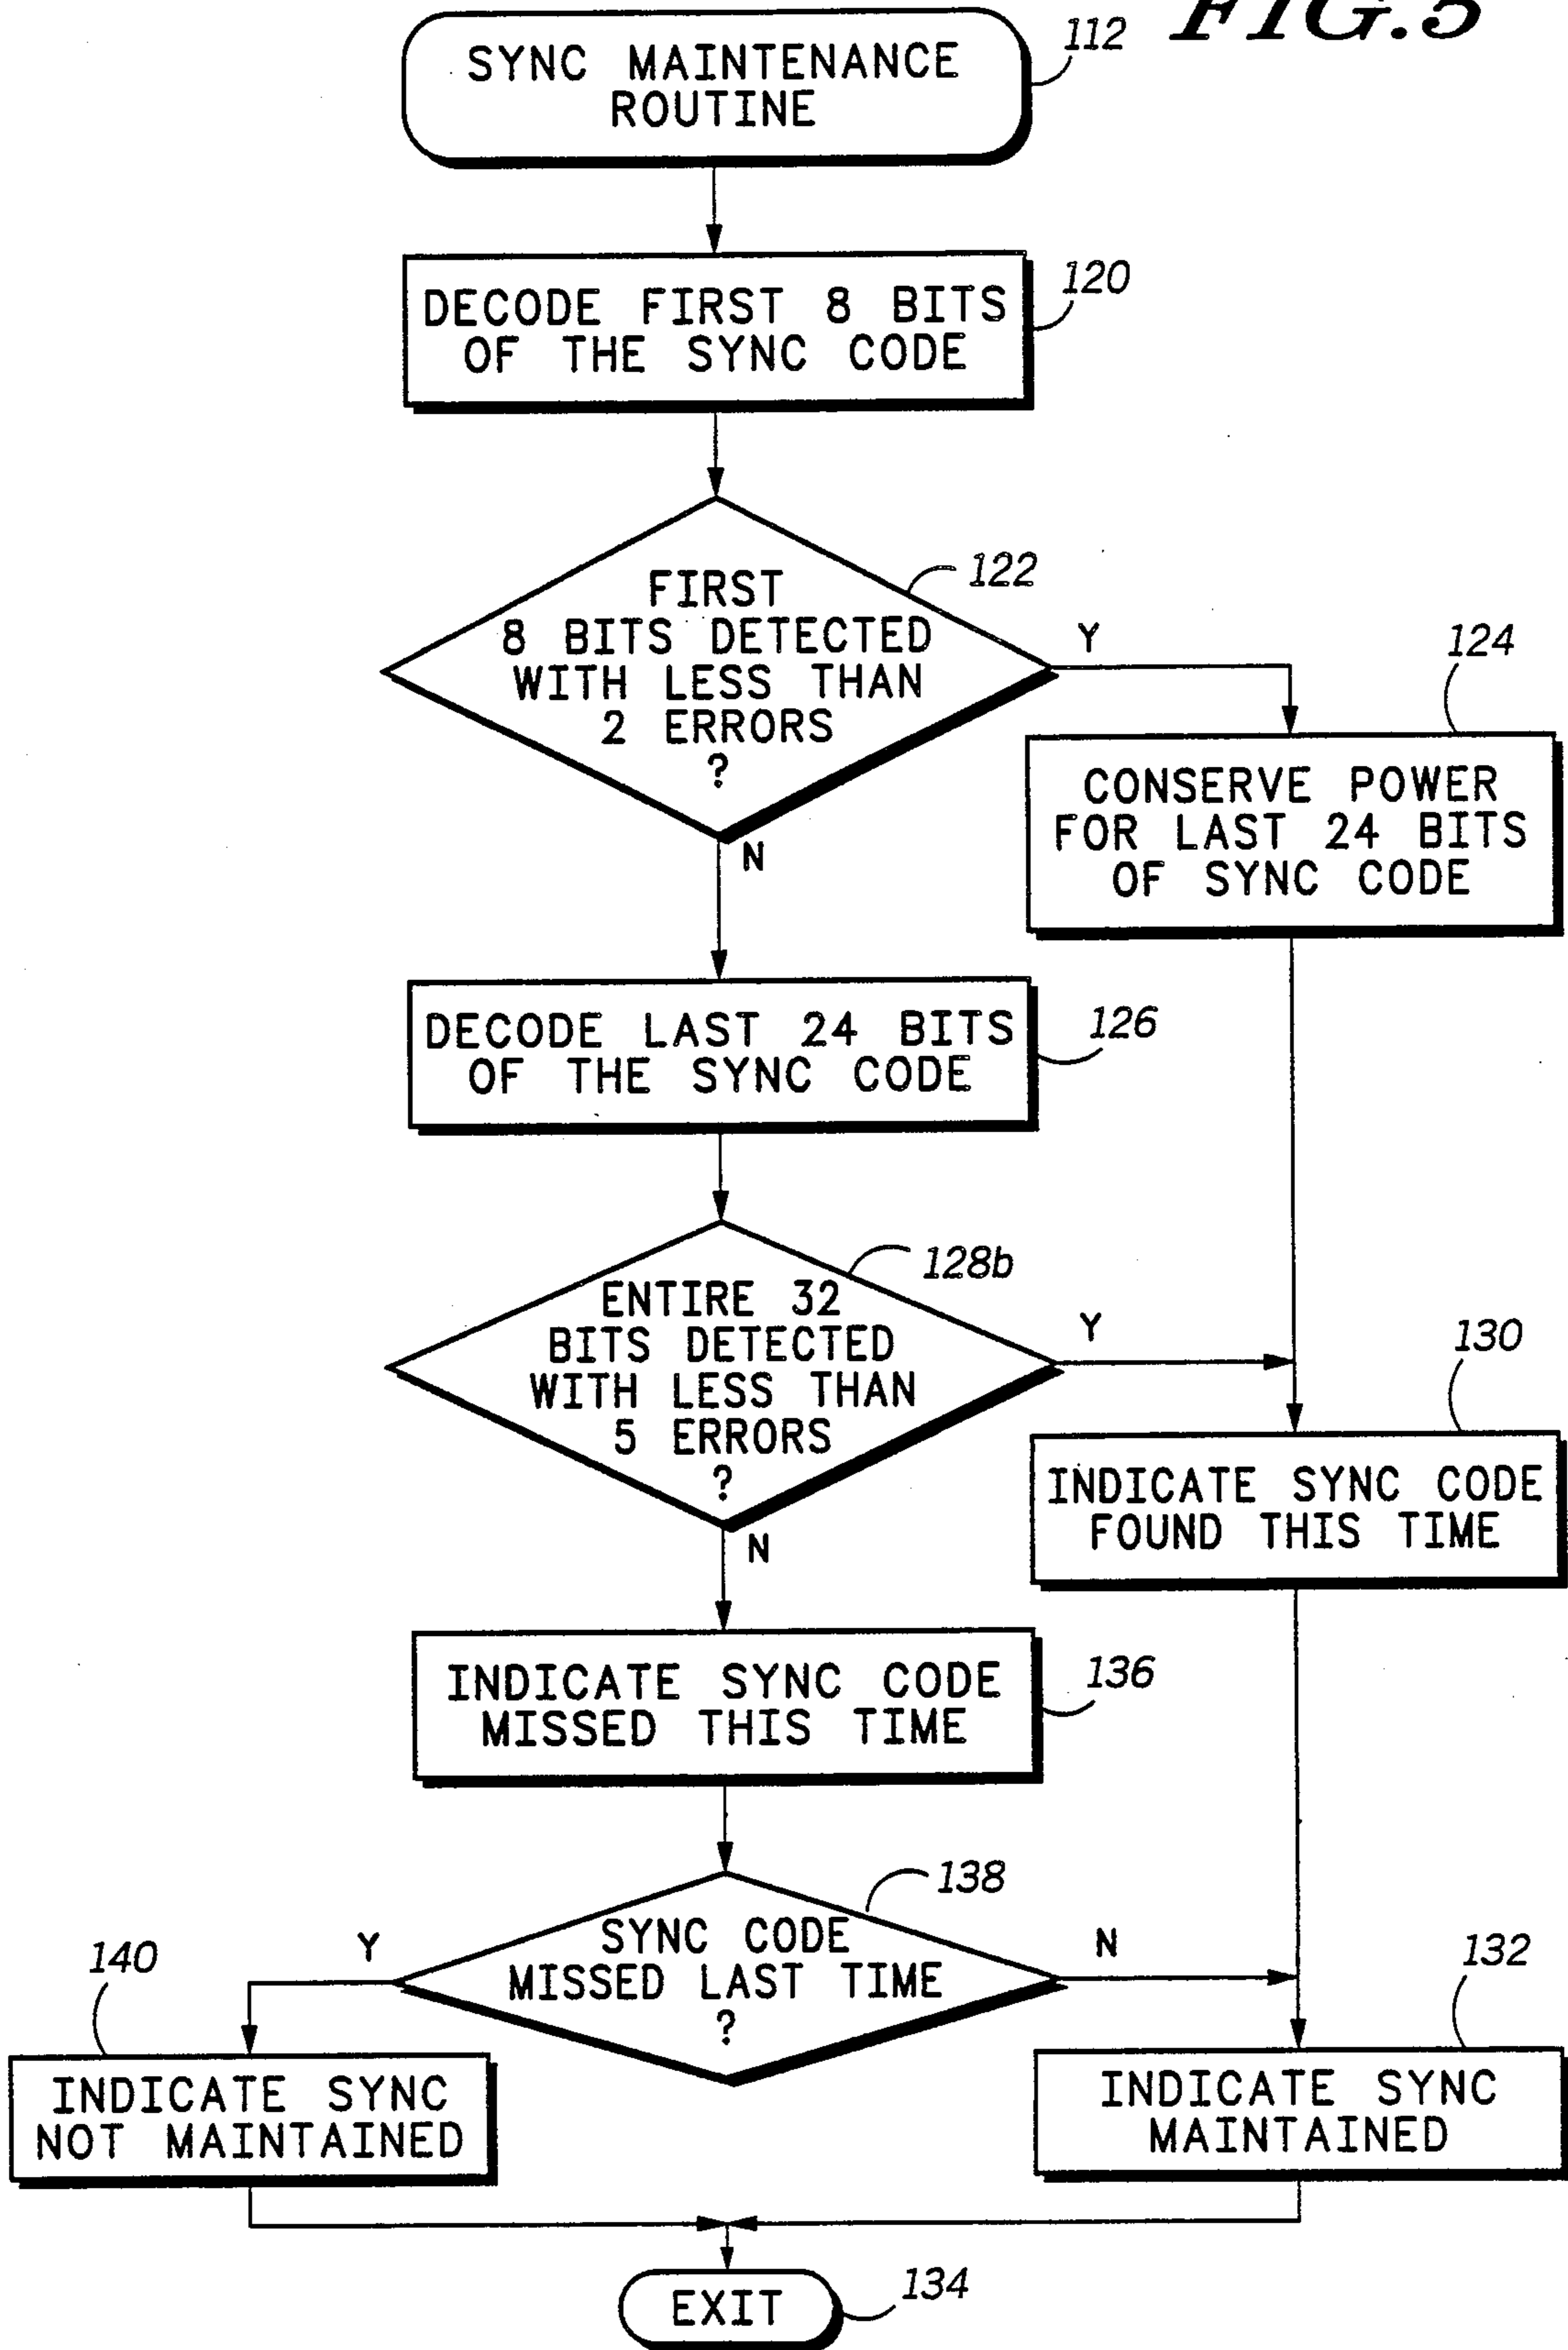 FIG.5
SYNC MAINTENANCE
ROUTINE
112
DECODE FIRST 8 BITS
OF THE SYNC CODE
120
FIRST
8 BITS DETECTED
WITH LESS THAN
2 ERRORS
?
122
Y
N
124
CONSERVE POWER
FOR LAST 24 BITS
OF SYNC CODE
DECODE LAST 24 BITS
OF THE SYNC CODE
126
ENTIRE 32
BITS DETECTED
WITH LESS THAN
5 ERRORS
?
128b
Y
N
130
INDICATE SYNC CODE
FOUND THIS TIME
INDICATE SYNC CODE
MISSED THIS TIME
136
SYNC CODE
MISSED LAST TIME
?
138
Y
N
140
INDICATE SYNC
NOT MAINTAINED
132
INDICATE SYNC
MAINTAINED
EXIT
134